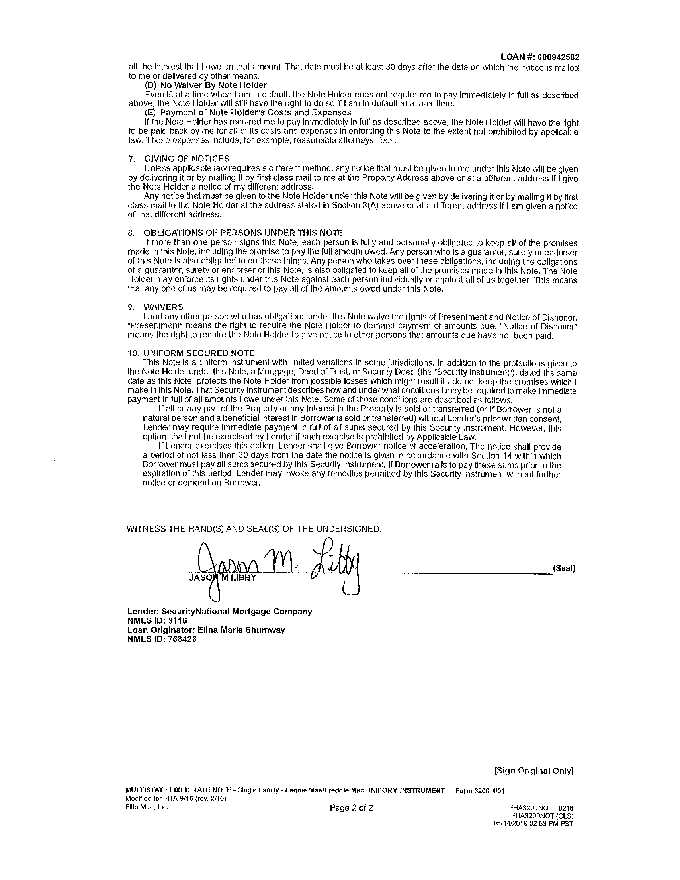 LOAN #: 000942502
all the interest that I owe on that amount. That date must be at least 30 days after the date on which the notice is mailed
to me or delivered by other means.
(D) No Waiver By Note Holder
Even if, at a time when I am in default, the Note Holder does not require me to pay immediately in full as described
above, the Note Holder will still have the right to do so if I am in default at a later time.
(E) Payment of Note Holder's Costs and Expenses
If the Note Holder has required me to pay immediately in full as described above, the Note Holder will have the right
to be paid back by me for all of its costs and expenses in enforcing this Note to the extent not prohibited by applicable
law. Those expenses include, for example, reasonable attorneys' fees.
7. GIVING OF NOTICES
Unless applicable law requires a different method, any notice that must be given to me under this Note will be given
by delivering it or by mailing it by first class mail to me at the Property Address above or at a different address if I give
the Note Holder a notice of my different address.
Any notice that must be given to the Note Holder under this Note will be given by delivering it or by mailing it by first
class mail to the Note Holder at the address stated in Section 3(A) above or at a different address if I am given a notice
of that different address.
8. OBLIGATIONS OF PERSONS UNDER THIS NOTE
If more than one person signs this Note, each person is fully and personally obligated to keep all of the promises
made in this Note, including the promise to pay the full amount owed. Any person who is a guarantor, surety or endorser
of this Note is also obligated to do these things. Any person who takes over these obligations, including the obligations
of a guarantor, surety or endorser of this Note, is also obligated to keep all of the promises made in this Note. The Note
Holder may enforce its rights under this Note against each person individually or against all of us together. This means
that any one of us may be required to pay all of the amounts owed under this Note.
9. WAIVERS
I and any other person who has obligations under this Note waive the rights of Presentment and Notice of Dishonor.
"Presentment" means the right to require the Note Holder to demand payment of amounts due. "Notice of Dishonor"
means the right to require the Note Holder to give notice to other persons that amounts due have not been paid.
10. UNIFORM SECURED NOTE
This Note is a uniform instrument with limited variations in some jurisdictions. In addition to the protections given to
the Note Holder under this Note, a Mortgage, Deed of Trust, or Security Deed (the "Security Instrument"), dated the same
date as this Note, protects the Note Holder from possible losses which might result if I do not keep the promises which I
make in this Note. That Security Instrument describes how and under what conditions I may be required to make immediate
payment in full of all amounts I owe under this Note. Some of those conditions are described as follows:
If all or any part of the Property or any Interest in the Property is sold or transferred (or if Borrower is not a
natural person and a beneficial interest in Borrower is sold or transferred) without Lender's prior written consent,
Lender may require immediate payment in full of all sums secured by this Security Instrument. However, this
option shall not be exercised by Lender if such exercise is prohibited by Applicable Law.
If Lender exercises this option, Lender shall give Borrower notice of acceleration. The notice shall provide
a period of not less than 30 days from the date the notice is given in accordance with Section 14 within which
Borrower must pay all sums secured by this Security Instrument. If Borrower fails to pay these sums prior to the
expiration of this period, Lender may invoke any remedies permitted by this Security Instrument without further
notice or demand on Borrower.
WITNESS THE HAND(S) AND SEAL(S) OF THE UNDERSIGNED.
Jason M. Libby
JASON M LIBBY (Seal)
Lender: SecurityNational Mortgage Company
NMLS ID: 3116
Loan Originator: Elina Marie Shumway
NMLS ID: 768426
[Sign Original Only]
MULTISTATE FIXED RATE NOTE - Single Family - Fannie Mae/Freddie Mac UNIFORM INSTRUMENT Form 3200 1/01
Modified for FHA 9/15 (rev. 2/16)
Ellie Mae, Inc. Page 2 of 2